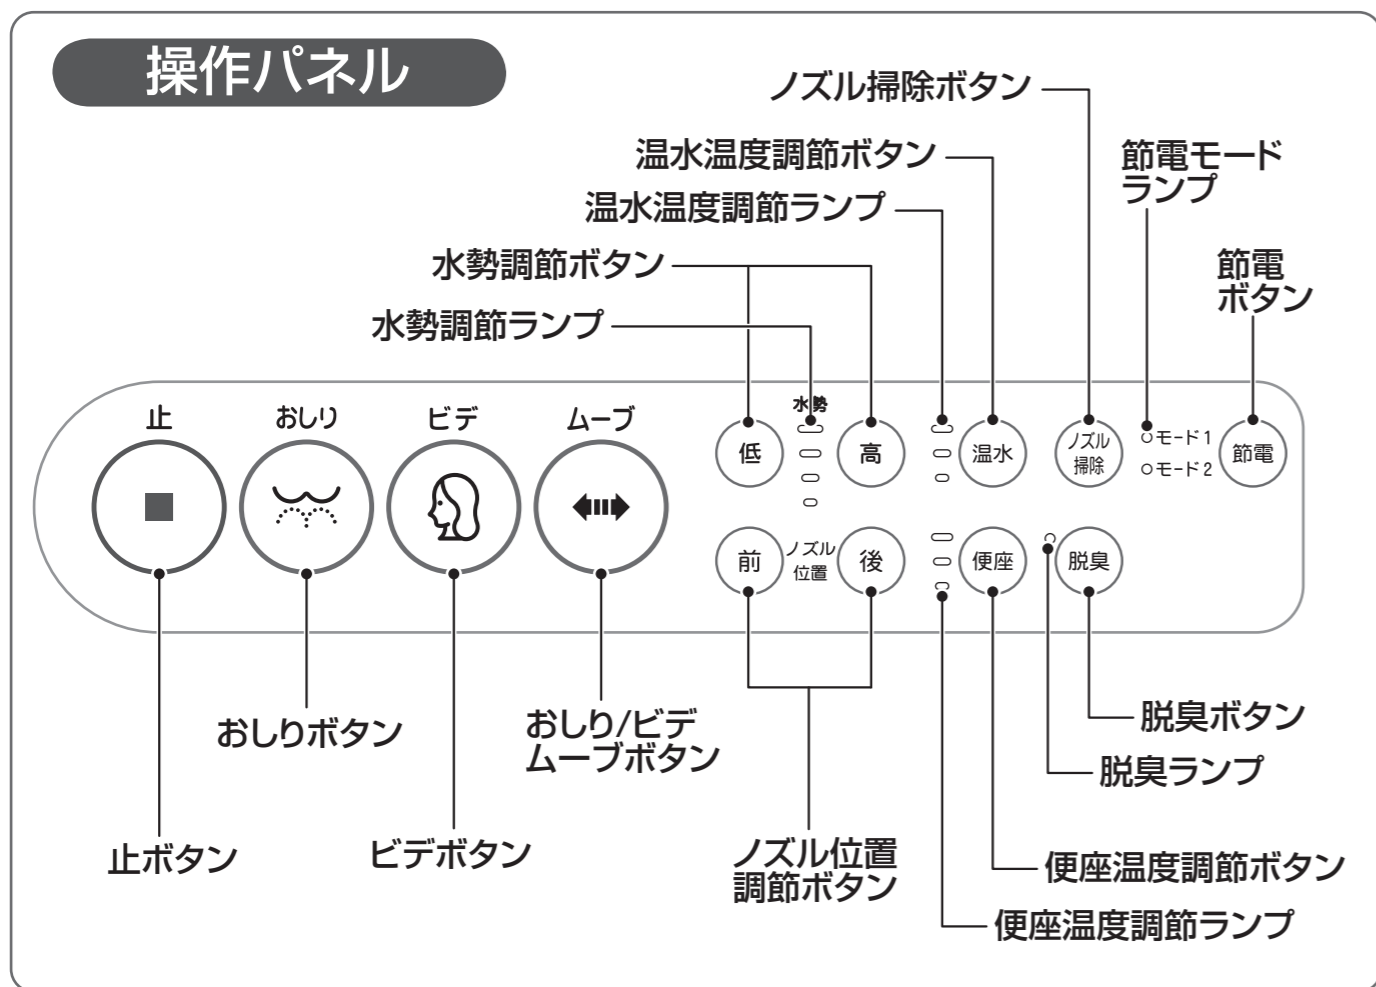 操作パネル
ノズル掃除ボタン
温水温度調節ボタン
節電モード
ランプ
温水温度調節ランプ
水勢調節ボタン
節電
ボタン
水勢調節ランプ
止
おしり
ビデ
ムーブ
水勢
低
高
温水
ノズル
掃除
モード1
モード2
節電
前
ノズル
位置
後
便座
脱臭
おしりボタン
おしり/ビデ
ムーブボタン
脱臭ボタン
脱臭ランプ
止ボタン
ビデボタン
ノズル位置
調節ボタン
便座温度調節ボタン
便座温度調節ランプ